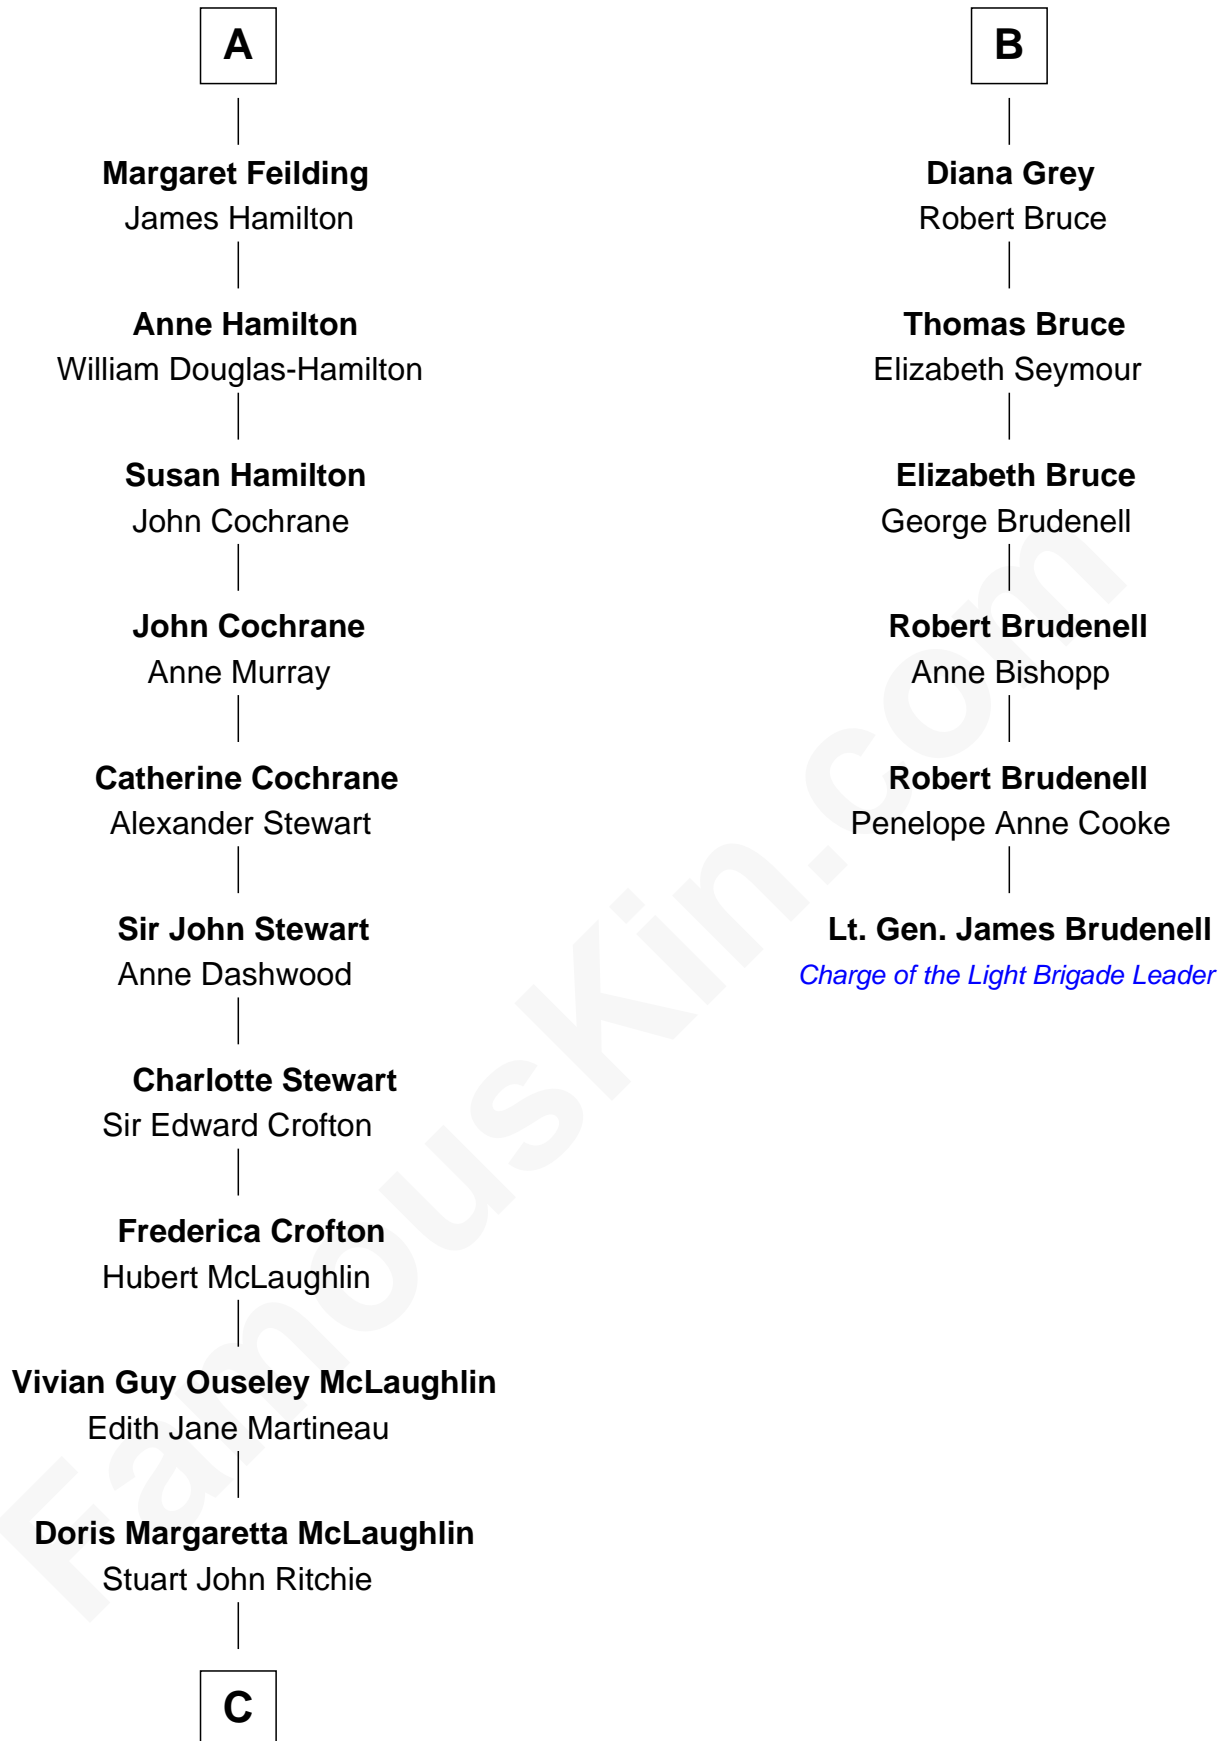 A
Margaret Feilding
James Hamilton
Anne Hamilton
William Douglas-Hamilton
Susan Hamilton
John Cochrane
John Cochrane
Anne Murray
Catherine Cochrane
Alexander Stewart
Sir John Stewart
Anne Dashwood
Charlotte Stewart
Sir Edward Crofton
Frederica Crofton
Hubert McLaughlin
Vivian Guy Ouseley McLaughlin
Edith Jane Martineau
Doris Margaretta McLaughlin
Stuart John Ritchie
C
B
Diana Grey
Robert Bruce
Thomas Bruce
Elizabeth Seymour
Elizabeth Bruce
George Brudenell
Robert Brudenell
Anne Bishopp
Robert Brudenell
Penelope Anne Cooke
Lt. Gen. James Brudenell
Charge of the Light Brigade Leader
FamousKin.com